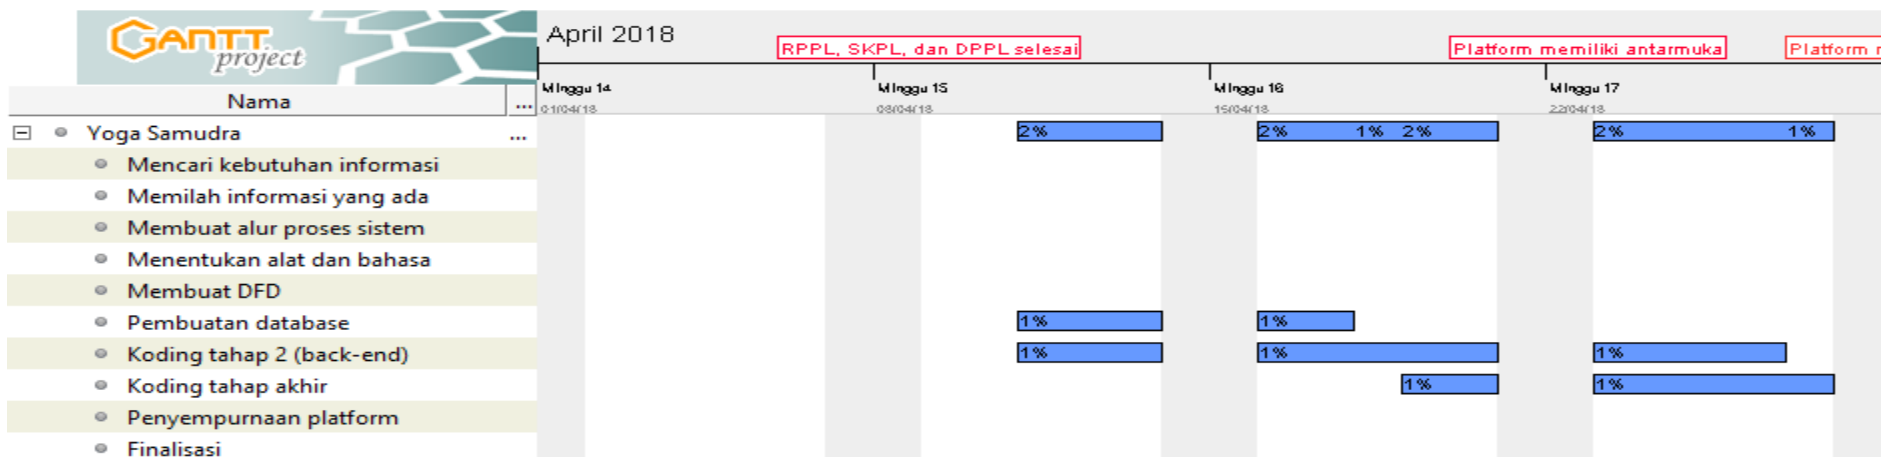 GANTT
project
April 2018
RPPL, SKPL, dan DPPL selesai
Platform memiliki antarmuka
Platform
Nama
...
Minggu 14
Minggu 15
Minggu 16
Minggu 17
01/04/18
08/04/18
15/04/18
22/04/18
Yoga Samudra
...
2%
2%
1%
2%
2%
1%
Mencari kebutuhan informasi
Memilah informasi yang ada
Membuat alur proses sistem
Menentukan alat dan bahasa
Membuat DFD
Pembuatan database
1%
1%
Koding tahap 2 (back-end)
1%
1%
1%
Koding tahap akhir
1%
1%
Penyempurnaan platform
Finalisasi